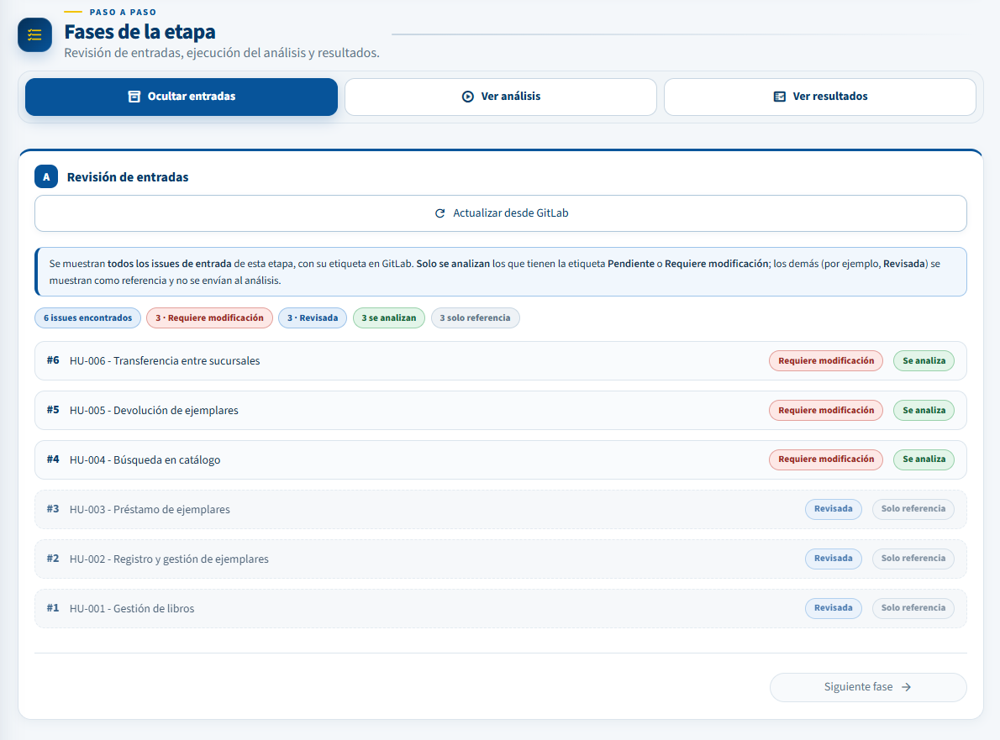 PASO A PASO
Fases de la etapa
Revisión de entradas, ejecución del análisis y resultados.
Ocultar entradas
Ver análisis
Ver resultados
A Revisión de entradas
Actualizar desde GitLab
Se muestran todos los issues de entrada de esta etapa, con su etiqueta en GitLab. Solo se analizan los que tienen la etiqueta Pendiente o Requiere modificación; los demás (por ejemplo, Revisada) se
muestran como referencia y no se envían al análisis.
6 issues encontrados 3 · Requiere modificación 3 · Revisada 3 se analizan 3 solo referencia
#6 HU-006 - Transferencia entre sucursales Requiere modificación Se analiza
#5 HU-005 - Devolución de ejemplares Requiere modificación Se analiza
#4 HU-004 - Búsqueda en catálogo Requiere modificación Se analiza
#3 HU-003 - Préstamo de ejemplares Revisada Solo referencia
#2 HU-002 - Registro y gestión de ejemplares Revisada Solo referencia
#1 HU-001 - Gestión de libros Revisada Solo referencia
Siguiente fase →